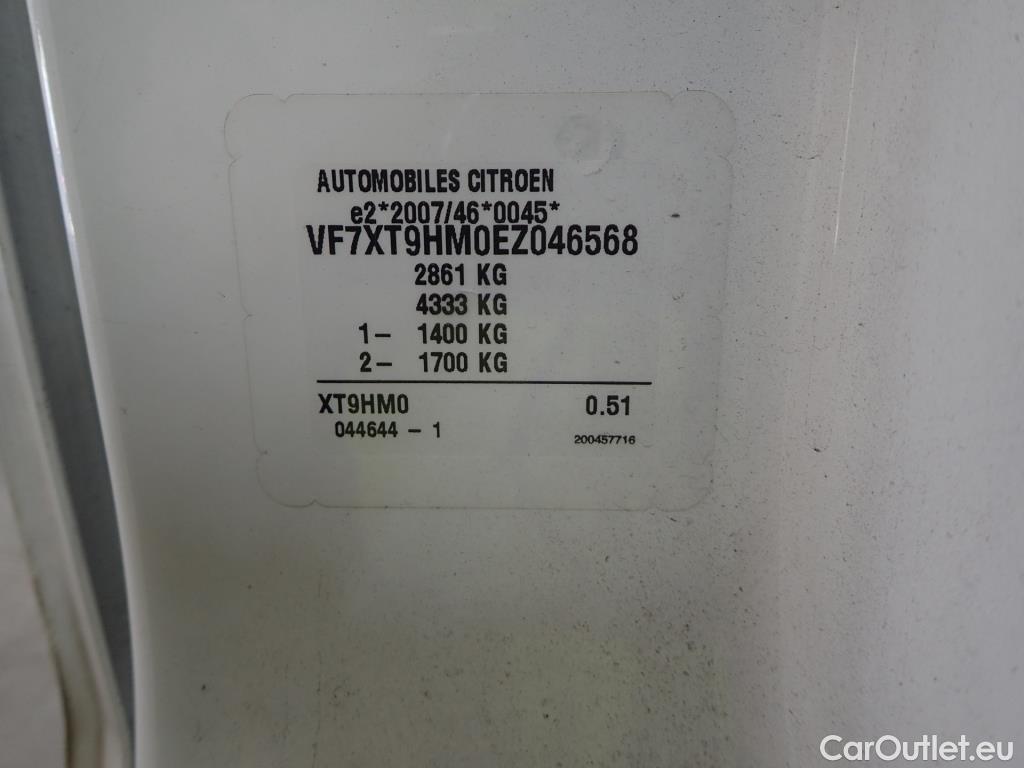 AUTOMOBILES CITROEN
e2*2007/46*0045*
VF7XT9HM0EZ046568
2861 KG
4333 KG
1- 1400 KG
2- 1700 KG
XT9HM0 0.51
044644 - 1 200457716
CarOutlet.eu